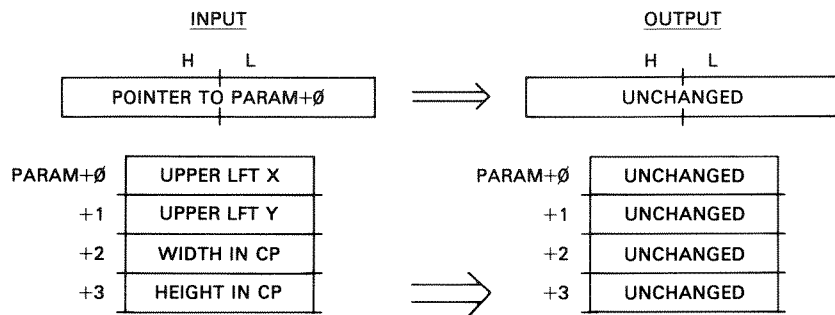 INPUT OUTPUT
H L H L
POINTER TO PARAM+Ø UNCHANGED
PARAM+Ø UPPER LFT X PARAM+Ø UNCHANGED
+1 UPPER LFT Y +1 UNCHANGED
+2 WIDTH IN CP +2 UNCHANGED
+3 HEIGHT IN CP +3 UNCHANGED